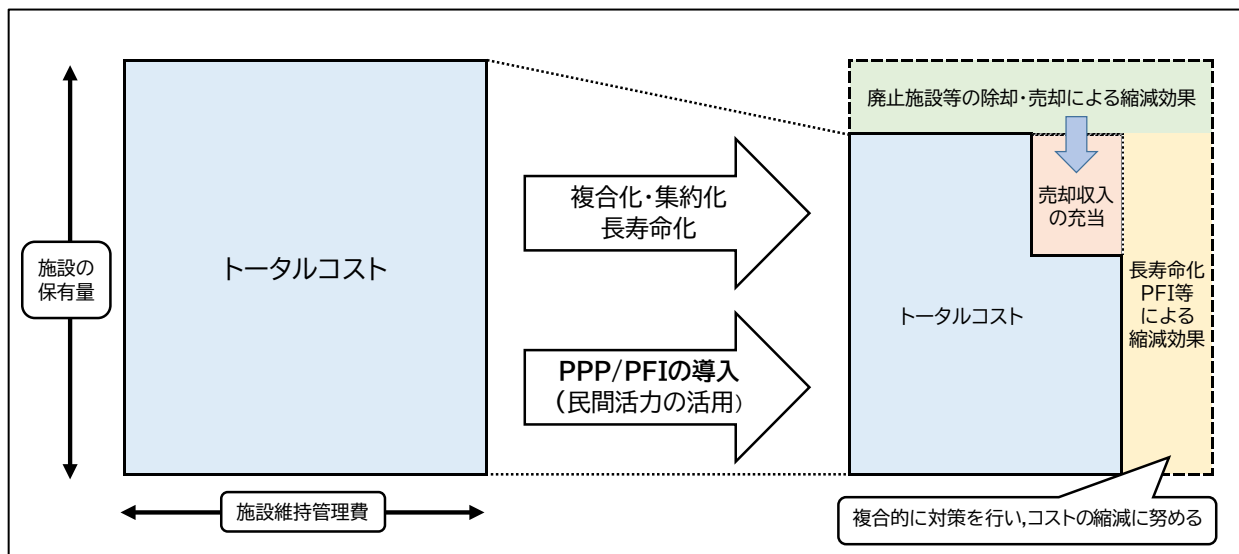 施設の
保有量
トータルコスト
施設維持管理費
複合化・集約化
長寿命化
PPP/PFIの導入
(民間活力の活用)
廃止施設等の除却・売却による縮減効果
売却収入
の充当
トータルコスト
長寿命化
PFI等
による
縮減効果
複合的に対策を行い,コストの縮減に努める